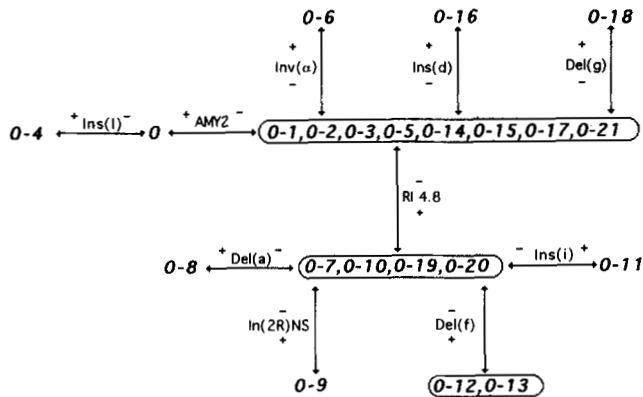 0-6 0-16 0-18
+ + +
Inv(α) Ins(d) Del(g)
- - -
0-4 + Ins(l) - 0 + AMY2 - 0-1,0-2,0-3,0-5,0-14,0-15,0-17,0-21
-
RI 4.8
+
0-8 + Del(a) - 0-7,0-10,0-19,0-20 - Ins(i) + 0-11
- -
In(2R)NS Del(f)
+ +
0-9 0-12,0-13